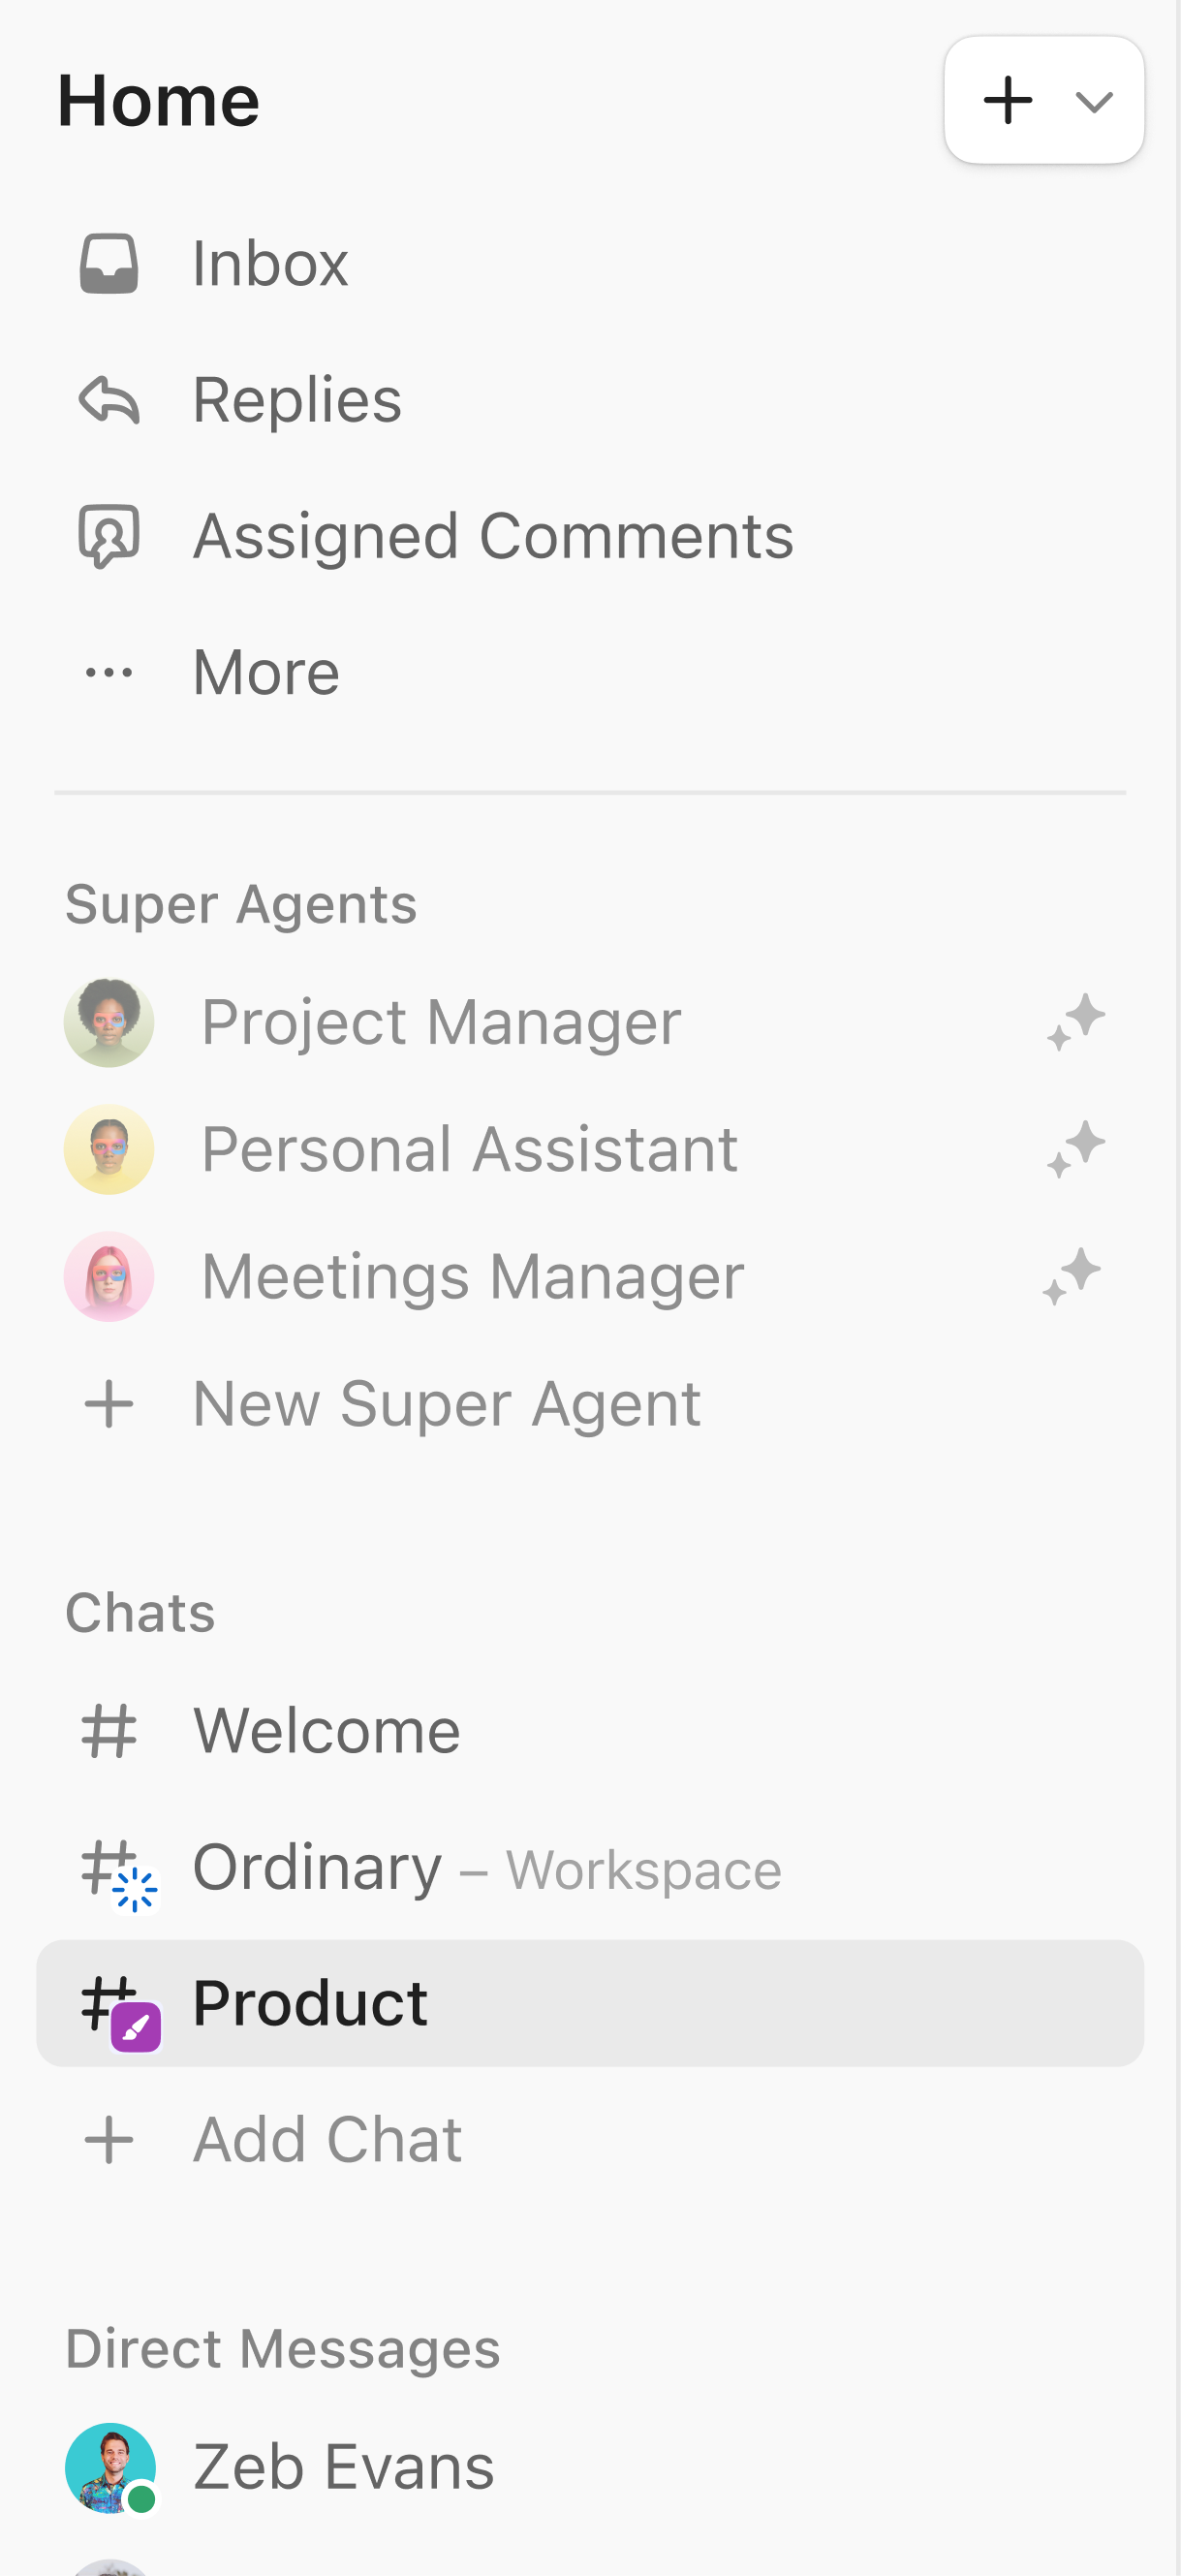 Home
Inbox
Replies
Assigned Comments
More
Super Agents
Project Manager
Personal Assistant
Meetings Manager
New Super Agent
Chats
Welcome
Ordinary – Workspace
Product
Add Chat
Direct Messages
Zeb Evans